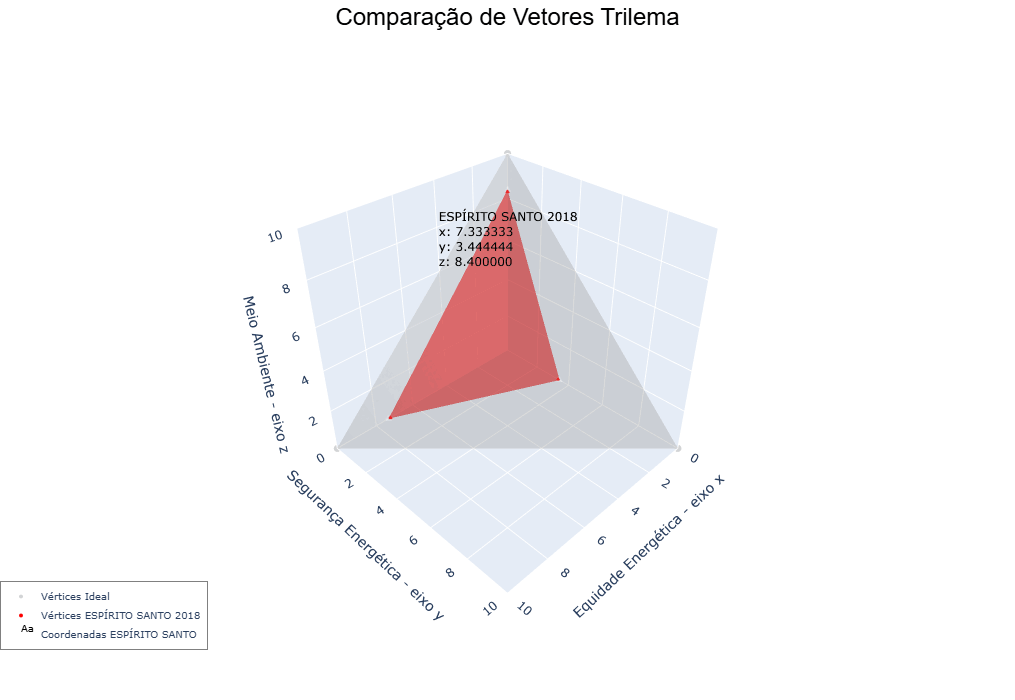 Comparação de Vetores Trilema
ESPÍRITO SANTO 2018
x: 7.333333
y: 3.444444
z: 8.400000
10
8
6
4
2
Meio Ambiente - eixo z
0
2
4
6
8
10
Segurança Energética - eixo y
0
2
4
6
8
10
Equidade Energética - eixo x
Vértices Ideal
Vértices ESPÍRITO SANTO 2018
Aa Coordenadas ESPÍRITO SANTO